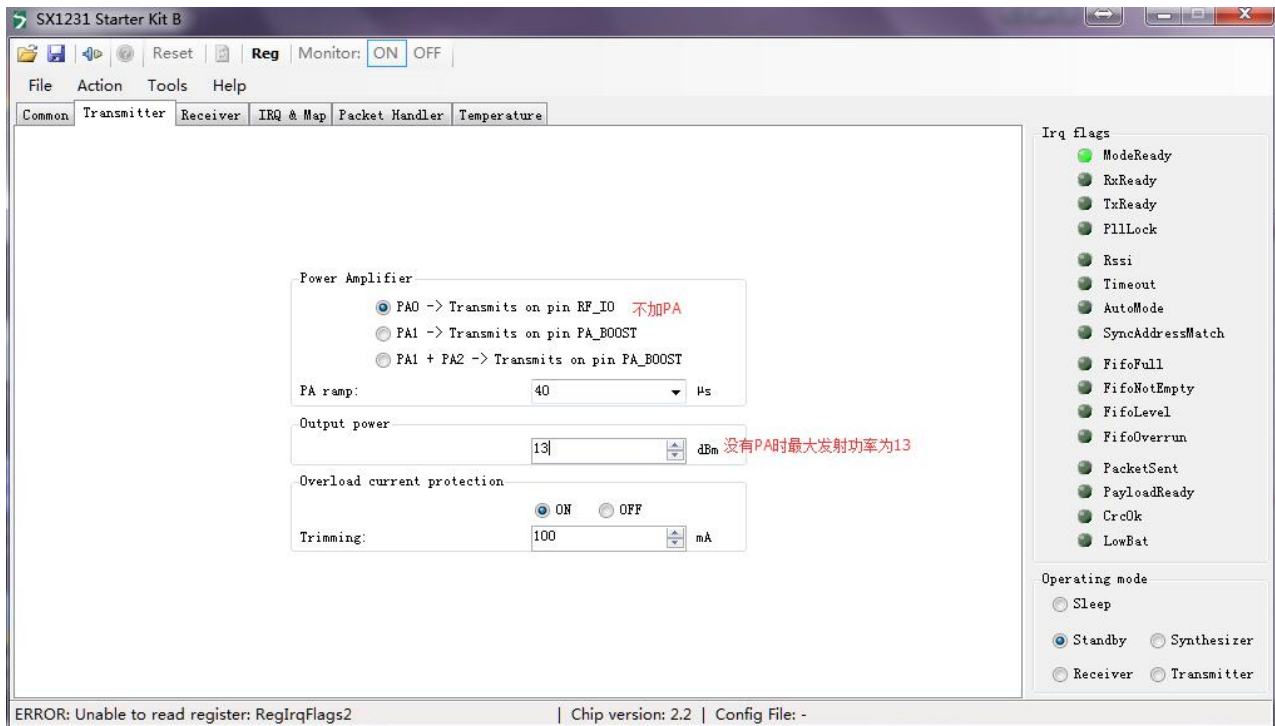 SX1231 Starter Kit B
Reset Reg Monitor: ON OFF
File Action Tools Help
Common Transmitter Receiver IRQ & Map Packet Handler Temperature
Power Amplifier
PA0 -> Transmits on pin RF_IO 不加PA
PA1 -> Transmits on pin PA_BOOST
PA1 + PA2 -> Transmits on pin PA_BOOST
PA ramp: 40 µs
Output power
13 dBm 没有PA时最大发射功率为13
Overload current protection
ON OFF
Trimming: 100 mA
Irq flags
ModeReady
RxReady
TxReady
PllLock
Rssi
Timeout
AutoMode
SyncAddressMatch
FifoFull
FifoNotEmpty
FifoLevel
FifoOverrun
PacketSent
PayloadReady
CrcOk
LowBat
Operating mode
Sleep
Standby Synthesizer
Receiver Transmitter
ERROR: Unable to read register: RegIrqFlags2 | Chip version: 2.2 | Config File: -